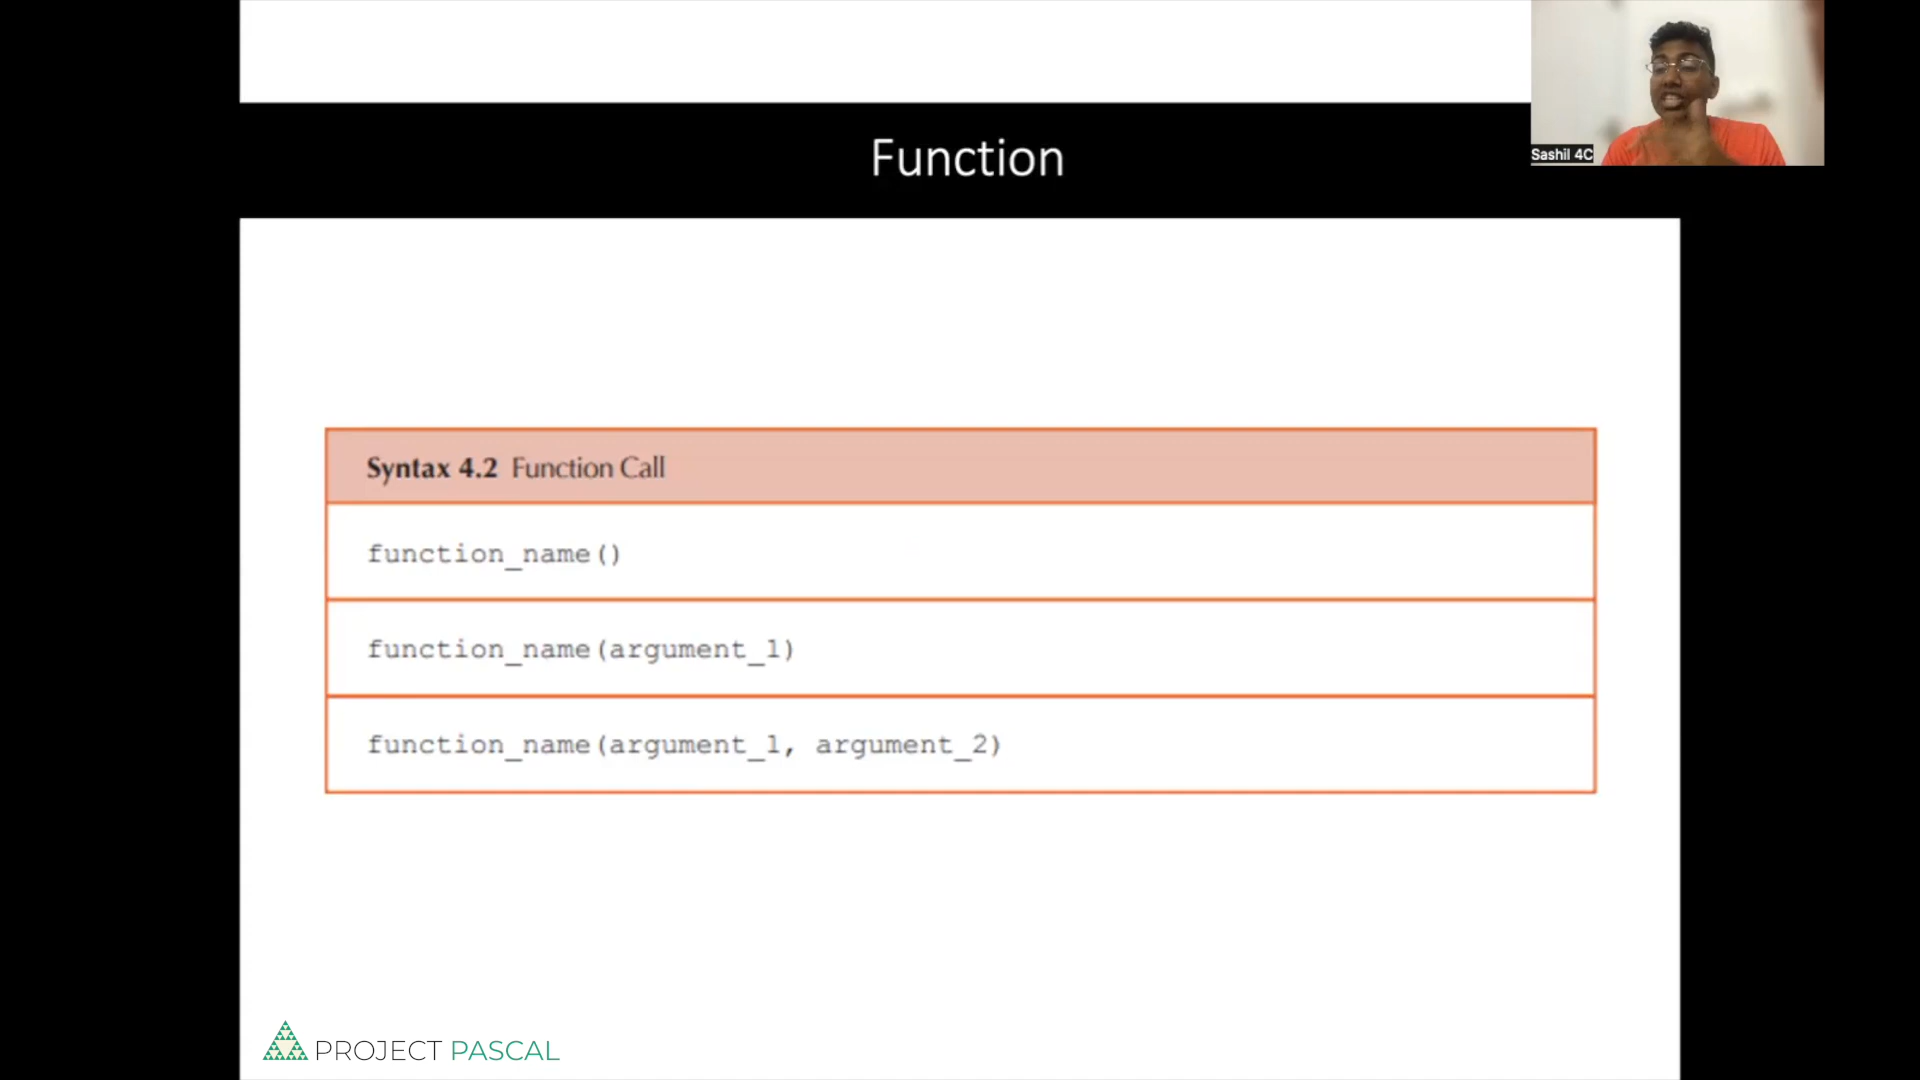 Function
Sashil 4C
Syntax 4.2 Function Call
function_name()
function_name(argument_1)
function_name(argument_1, argument_2)
PROJECT PASCAL